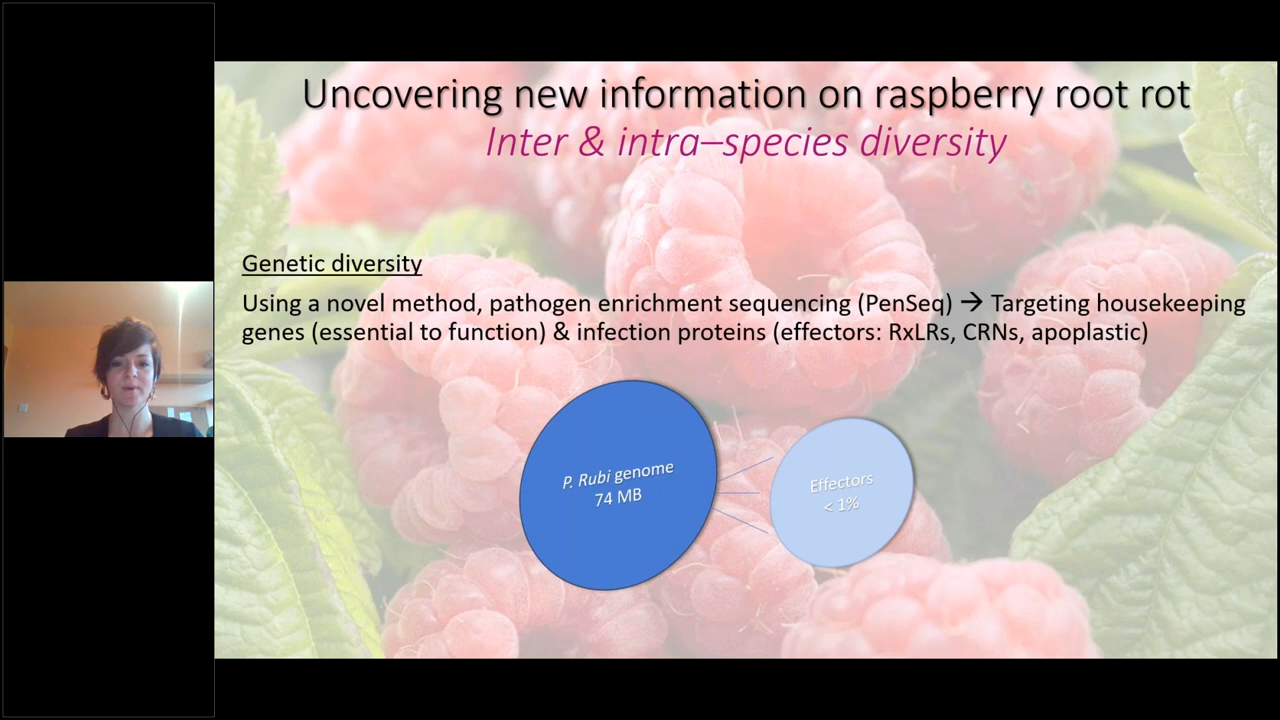 Uncovering new information on raspberry root rot
Inter & intra–species diversity
Genetic diversity
Using a novel method, pathogen enrichment sequencing (PenSeq) → Targeting housekeeping
genes (essential to function) & infection proteins (effectors: RxLRs, CRNs, apoplastic)
P. Rubi genome
74 MB
Effectors
< 1%